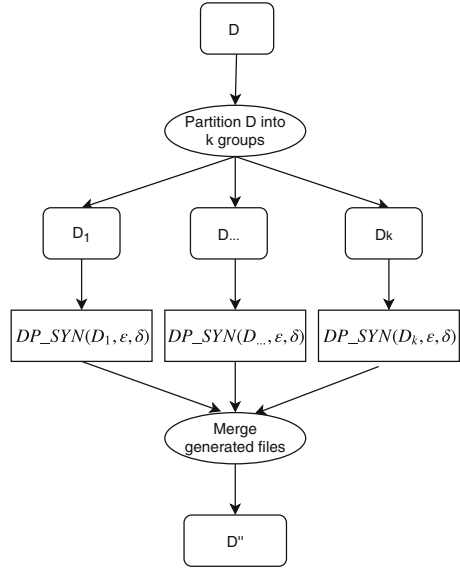 D
Partition D into
k groups
D₁
D...
Dk
DP_SYN(D₁, ε, δ)
DP_SYN(D..., ε, δ)
DP_SYN(Dₖ, ε, δ)
Merge
generated files
D"